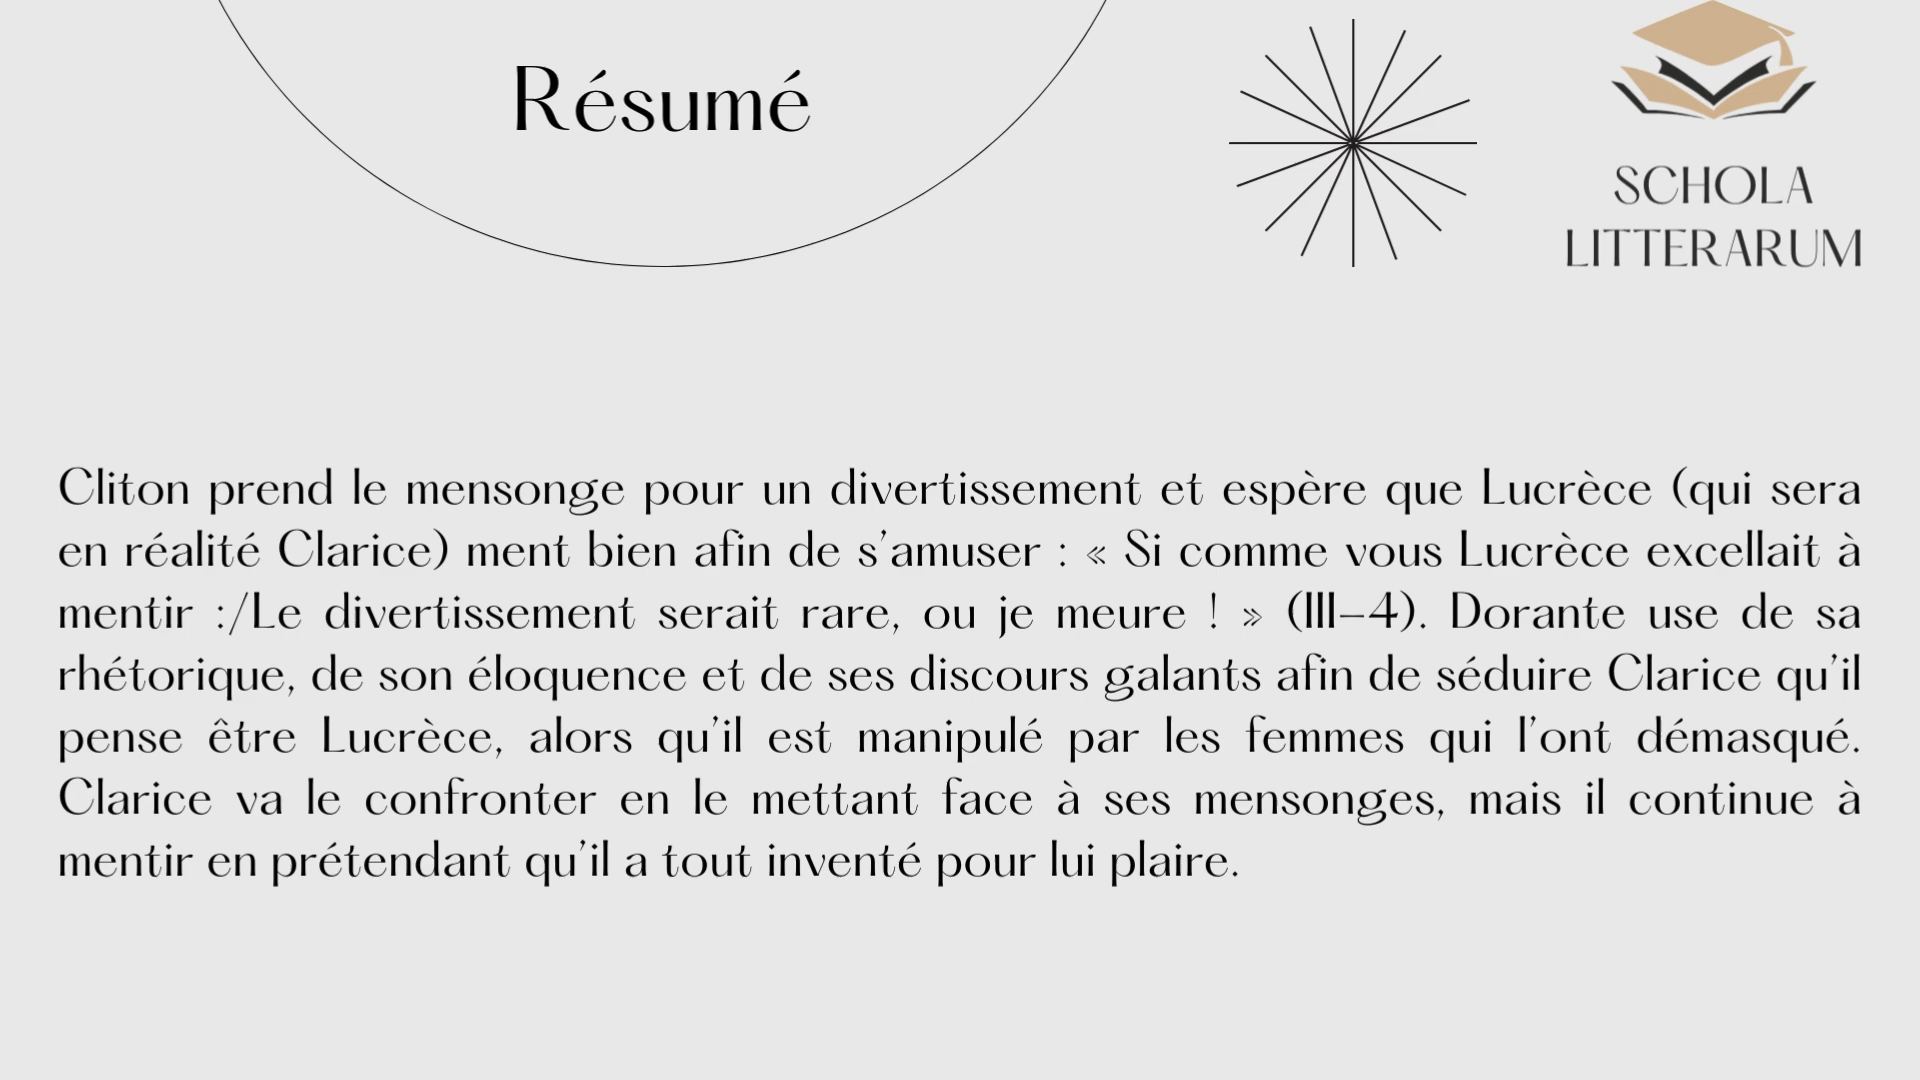 Résumé
SCHOLA
LITTERARUM
Cliton prend le mensonge pour un divertissement et espère que Lucrèce (qui sera
en réalité Clarice) ment bien afin de s’amuser : « Si comme vous Lucrèce excellait à
mentir :/Le divertissement serait rare, ou je meure ! » (III–4). Dorante use de sa
rhétorique, de son éloquence et de ses discours galants afin de séduire Clarice qu’il
pense être Lucrèce, alors qu’il est manipulé par les femmes qui l’ont démasqué.
Clarice va le confronter en le mettant face à ses mensonges, mais il continue à
mentir en prétendant qu’il a tout inventé pour lui plaire.